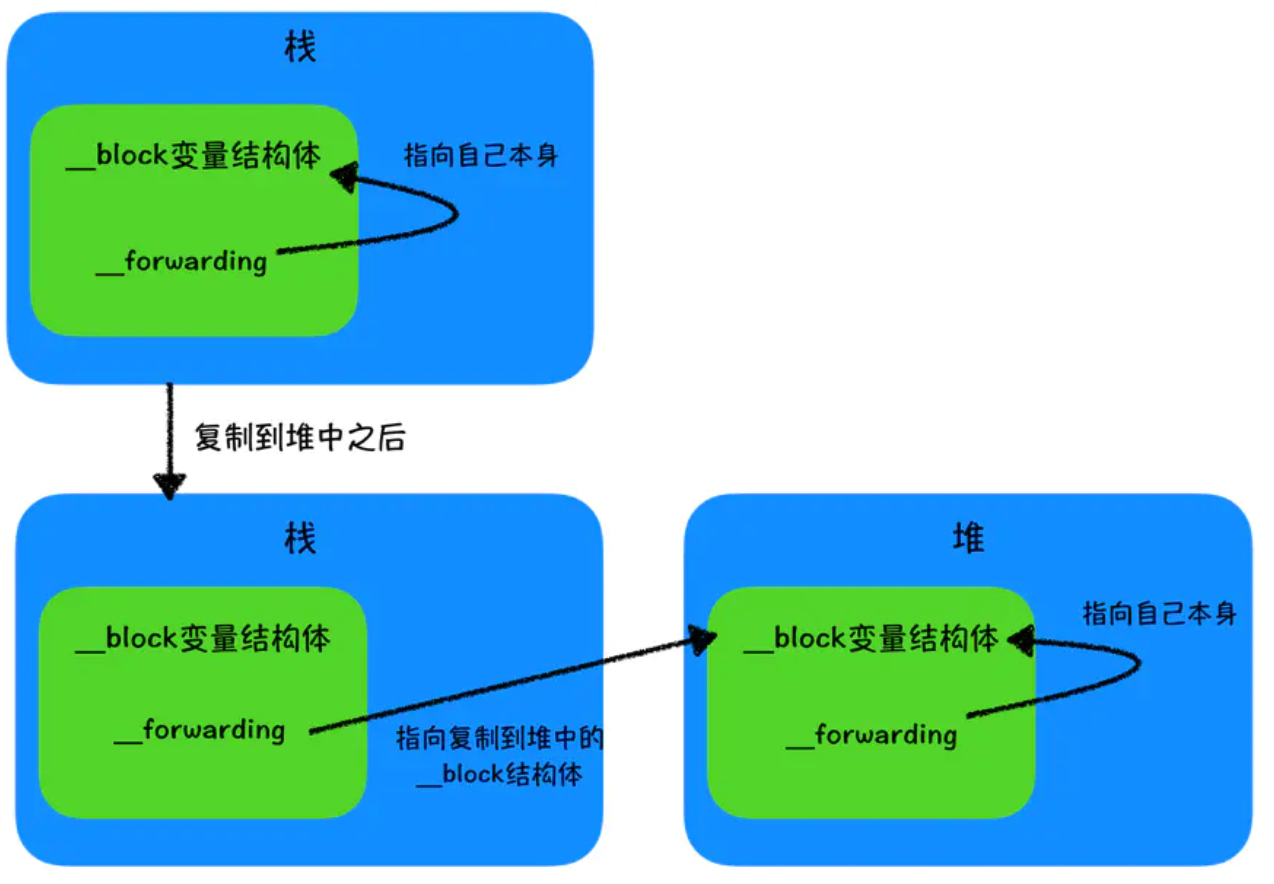 栈
__block变量结构体
指向自己本身
__forwarding
复制到堆中之后
栈
__block变量结构体
__forwarding
指向复制到堆中的
__block结构体
堆
__block变量结构体
指向自己本身
__forwarding